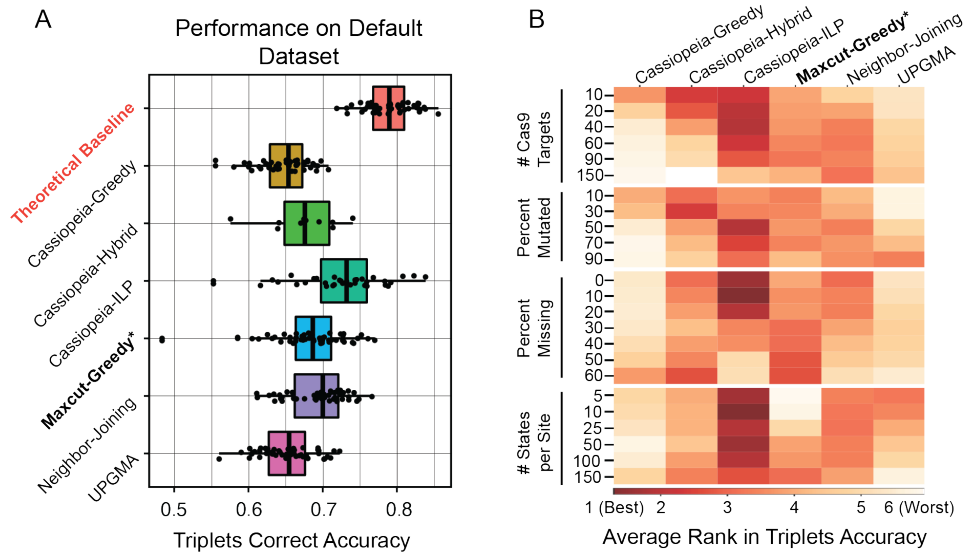 A
Performance on Default
Dataset
Theoretical Baseline
Cassiopeia-Greedy
Cassiopeia-Hybrid
Cassiopeia-ILP
Maxcut-Greedy*
Neighbor-Joining
UPGMA
0.5 0.6 0.7 0.8
Triplets Correct Accuracy
B
Cassiopeia-Greedy
Cassiopeia-Hybrid
Cassiopeia-ILP
Maxcut-Greedy*
Neighbor-Joining
UPGMA
# Cas9
Targets
10
20
40
60
90
150
Percent
Mutated
10
30
50
70
90
Percent
Missing
0
10
20
30
40
50
60
# States
per Site
5
10
25
50
100
150
1 (Best) 2 3 4 5 6 (Worst)
Average Rank in Triplets Accuracy